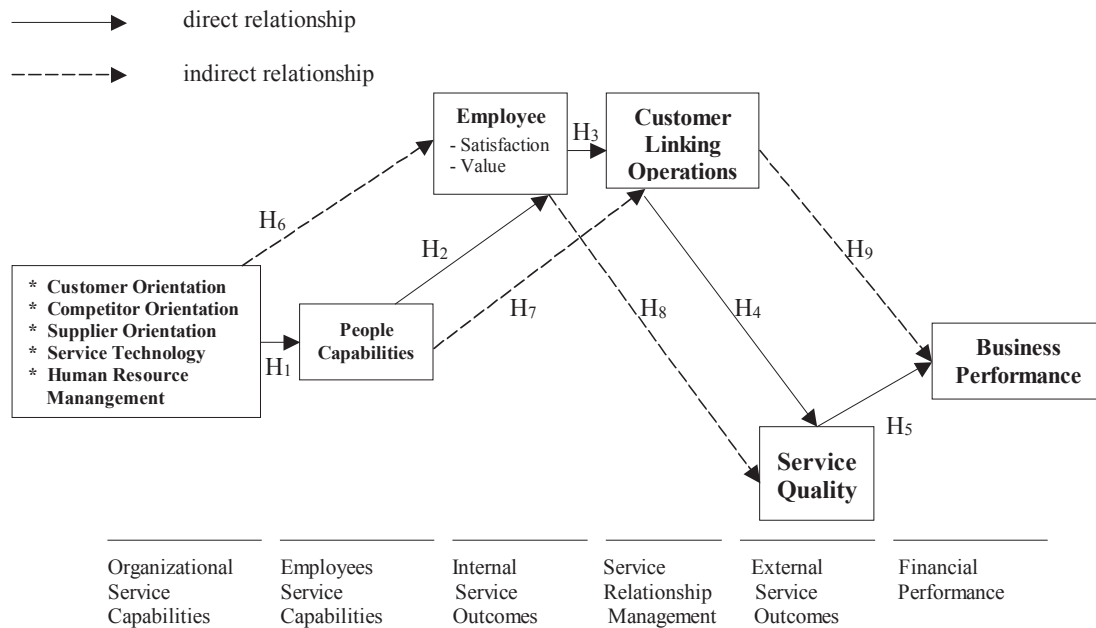 direct relationship
indirect relationship
Employee
- Satisfaction
- Value
H3
Customer
Linking
Operations
H6
H2
H9
* Customer Orientation
* Competitor Orientation
* Supplier Orientation
* Service Technology
* Human Resource
Manangement
H1
People
Capabilities
H7
H8
H4
Business
Performance
H5
Service
Quality
Organizational
Service
Capabilities
Employees
Service
Capabilities
Internal
Service
Outcomes
Service
Relationship
Management
External
Service
Outcomes
Financial
Performance